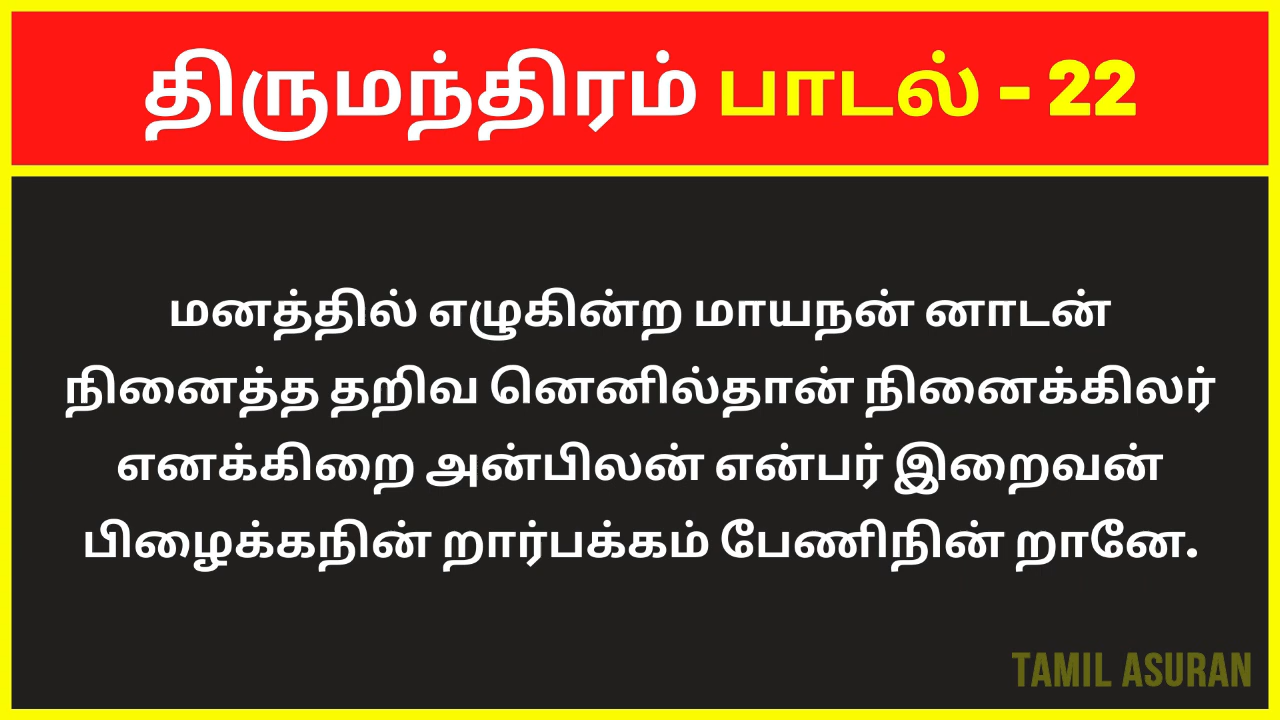 திருமந்திரம் பாடல் - 22
மனத்தில் எழுகின்ற மாயநன் னாடன்
நினைத்த தறிவ னெனில்தான் நினைக்கிலர்
எனக்கிறை அன்பிலன் என்பர் இறைவன்
பிழைக்கநின் றார்பக்கம் பேணிநின் றானே.
TAMIL ASURAN